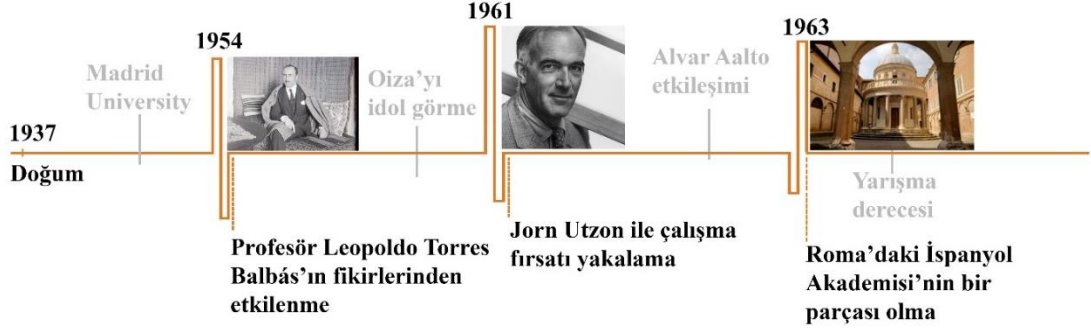 1937
Doğum
Madrid
University
1954
Profesör Leopoldo Torres
Balbás’ın fikirlerinden
etkilenme
Oiza’yı
idol görme
1961
Jorn Utzon ile çalışma
fırsatı yakalama
Alvar Aalto
etkileşimi
1963
Yarışma
derecesi
Roma’daki İspanyol
Akademisi’nin bir
parçası olma